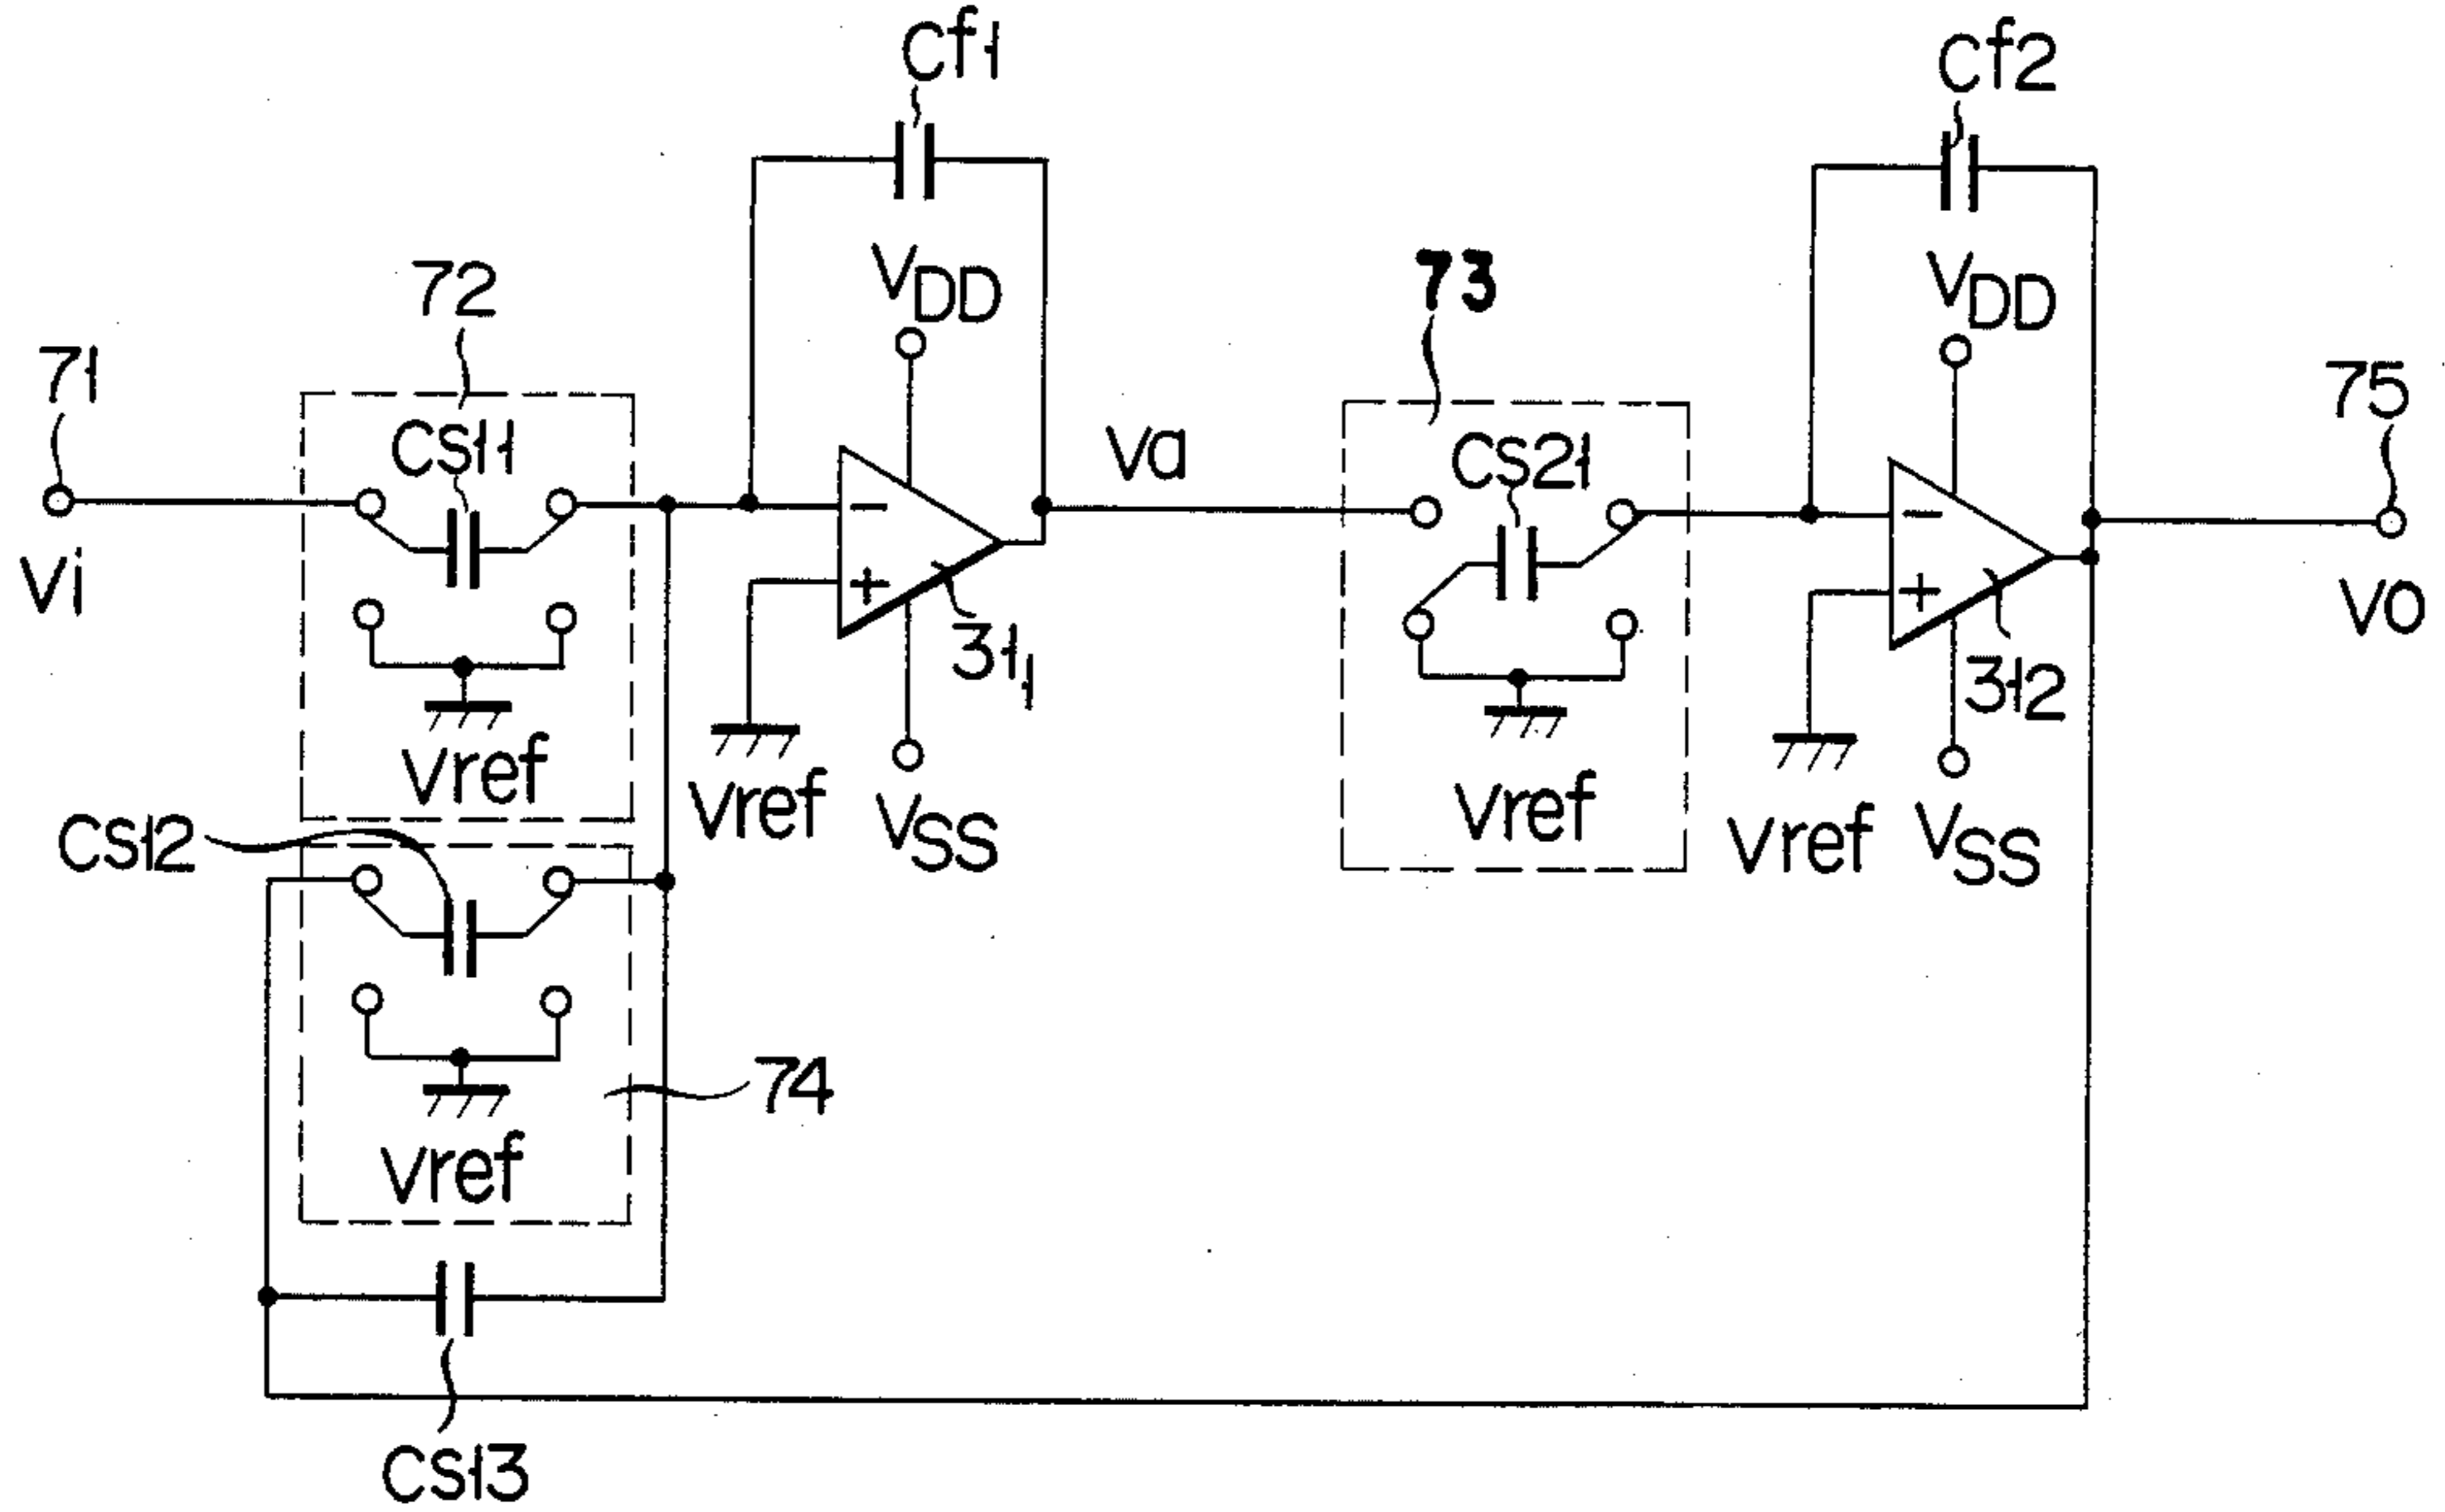 Cf1
Cf2
VDD
VDD
72
73
71
75
Cs11
Va
Cs21
Vi
Vo
311
312
Vref
Vref
Vref
Vref
VSS
VSS
Cs12
74
Vref
Cs13